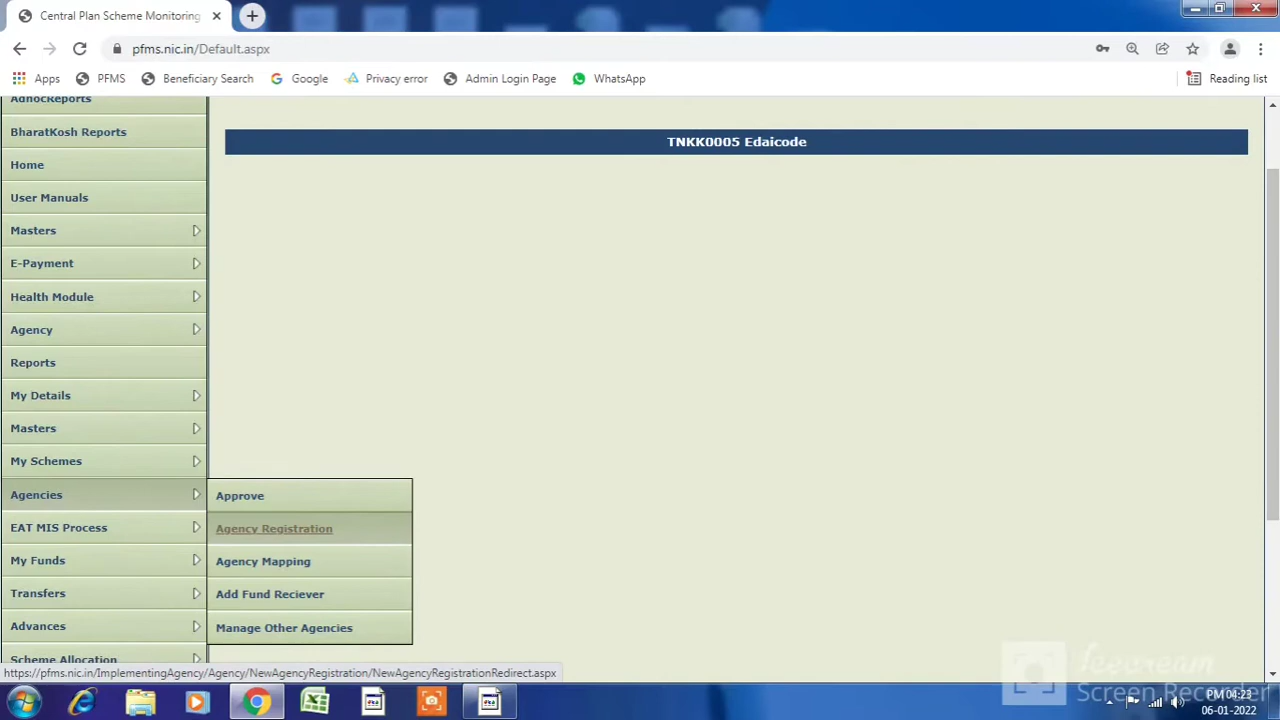 Central Plan Scheme Monitoring
pfms.nic.in/Default.aspx
Apps PFMS Beneficiary Search Google Privacy error Admin Login Page WhatsApp Reading list
AdhocReports
TNKK0005 Edaicode
BharatKosh Reports
Home
User Manuals
Masters
E-Payment
Health Module
Agency
Reports
My Details
Masters
My Schemes
Agencies
Approve
EAT MIS Process
Agency Registration
My Funds
Agency Mapping
Transfers
Add Fund Reciever
Advances
Manage Other Agencies
Scheme Allocation
https://pfms.nic.in/ImplementingAgency/Agency/NewAgencyRegistration/NewAgencyRegistrationRedirect.aspx
Icecream
Screen Recorder
PM 04:23
06-01-2022